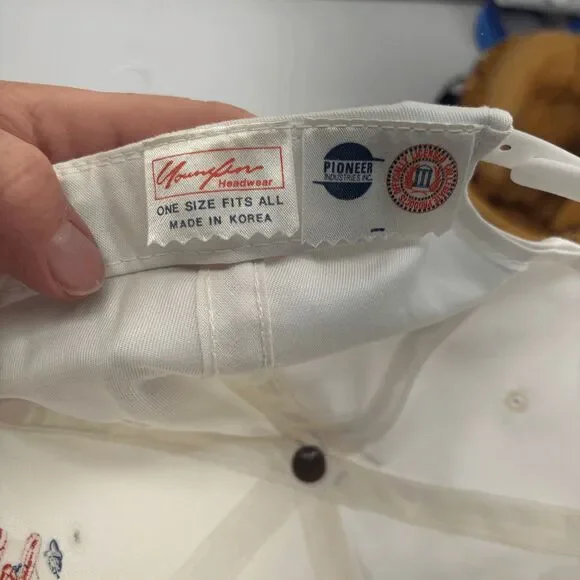 Youngan
Headwear
ONE SIZE FITS ALL
MADE IN KOREA
PIONEER
INDUSTRIES INC.